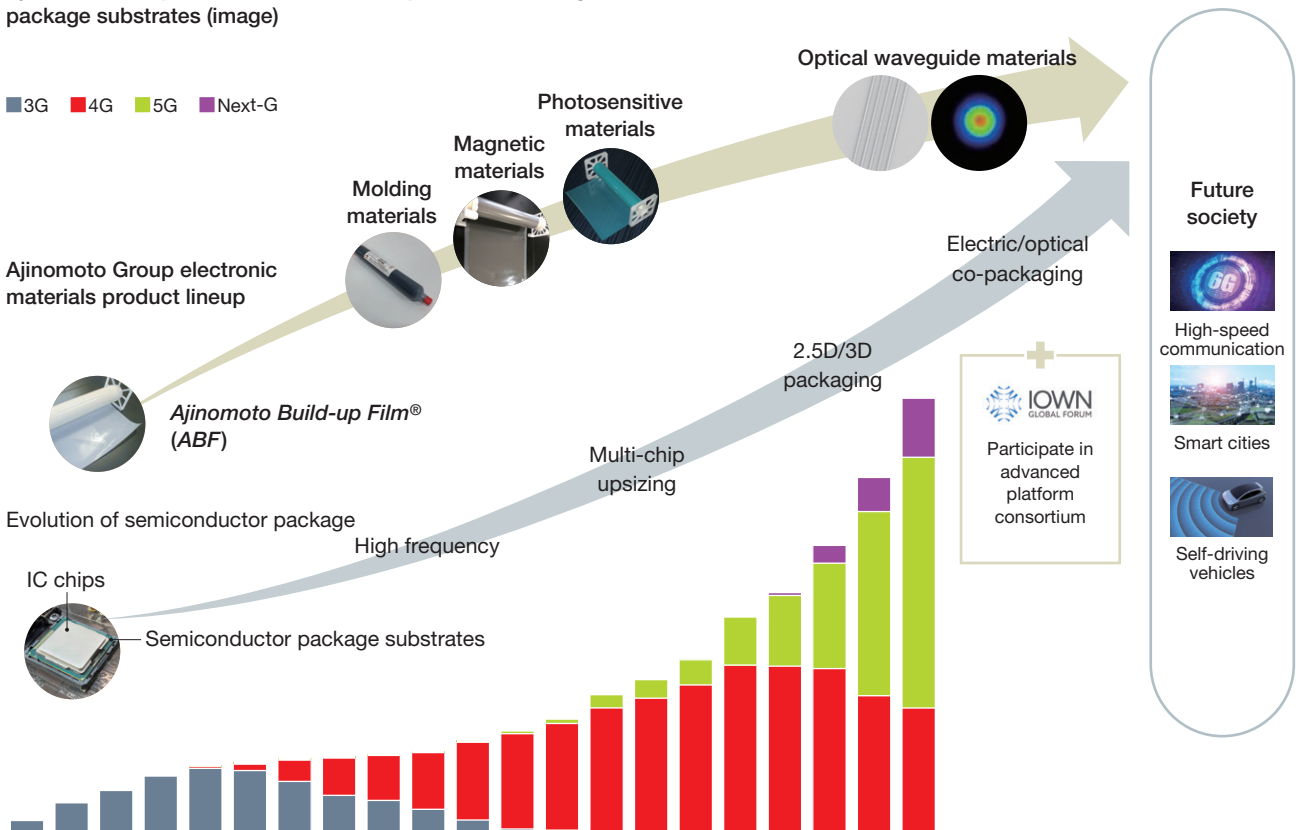 package substrates (image)
3G 4G 5G Next-G
Optical waveguide materials
Photosensitive
materials
Magnetic
materials
Molding
materials
Ajinomoto Group electronic
materials product lineup
Ajinomoto Build-up Film®
(ABF)
Evolution of semiconductor package
IC chips
Semiconductor package substrates
High frequency
Multi-chip
upsizing
2.5D/3D
packaging
Electric/optical
co-packaging
IOWN
GLOBAL FORUM
Participate in
advanced
platform
consortium
Future
society
6G
High-speed
communication
Smart cities
Self-driving
vehicles